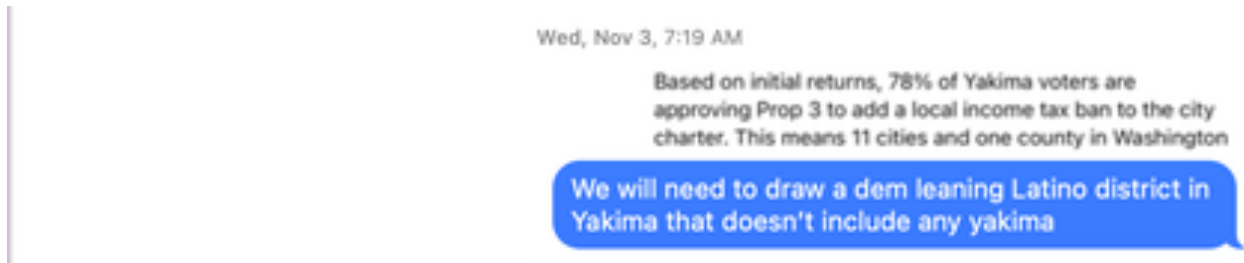 Wed, Nov 3, 7:19 AM
Based on initial returns, 78% of Yakima voters are
approving Prop 3 to add a local income tax ban to the city
charter. This means 11 cities and one county in Washington
We will need to draw a dem leaning Latino district in
Yakima that doesn't include any yakima